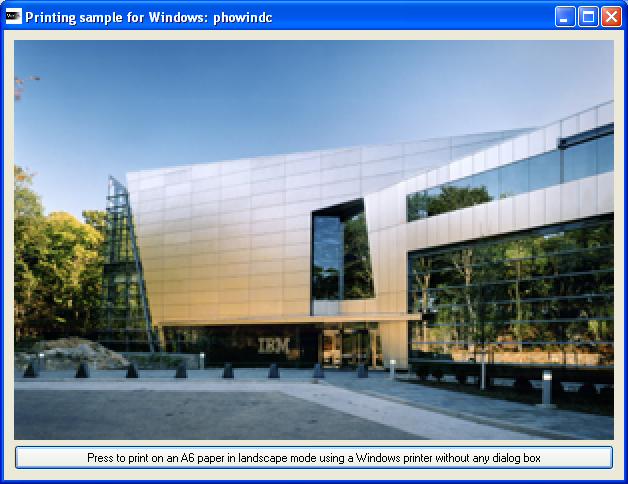 Printing sample for Windows: phowindc
IBM
Press to print on an A6 paper in landscape mode using a Windows printer without any dialog box